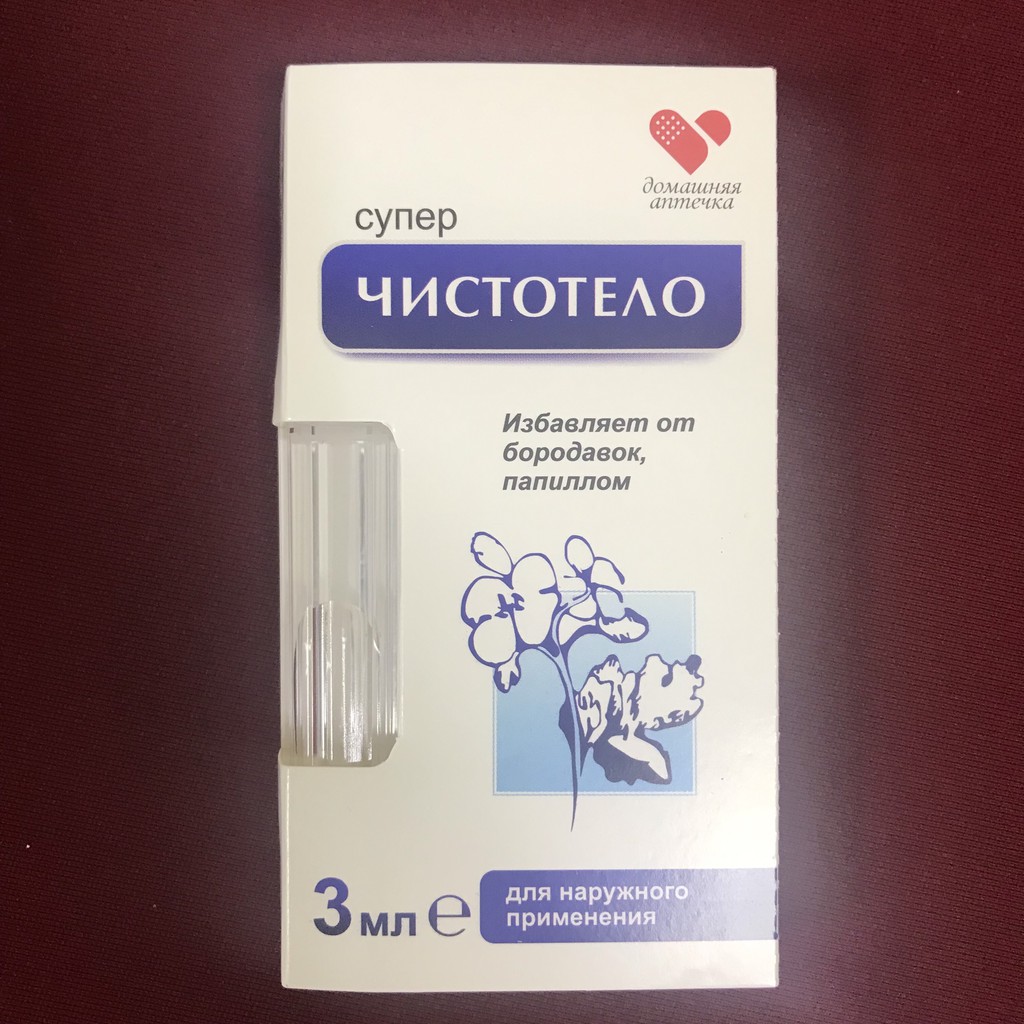 домашняя
аптечка
супер
ЧИСТОТЕЛО
Избавляет от
бородавок,
папиллом
3 мл ℮
для наружного
применения